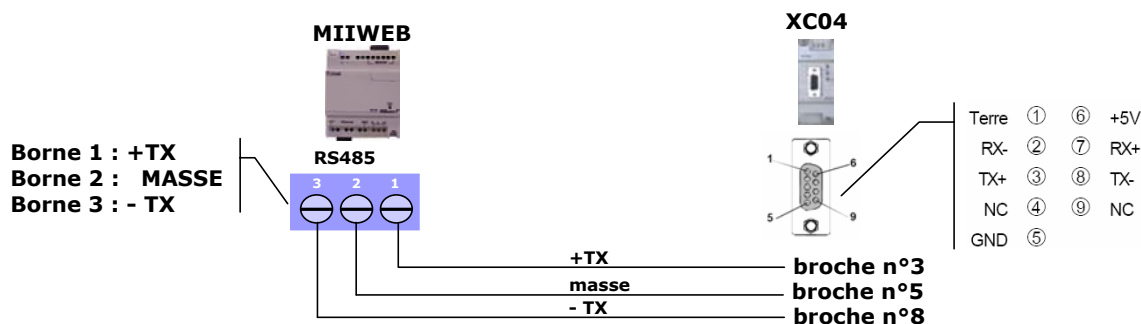 MIIWEB
XC04
Borne 1 : +TX
Borne 2 : MASSE
Borne 3 : - TX
RS485
3 2 1
1
6
5
9
Terre ① ⑥ +5V
RX- ② ⑦ RX+
TX+ ③ ⑧ TX-
NC ④ ⑨ NC
GND ⑤
+TX
broche n°3
masse
broche n°5
- TX
broche n°8